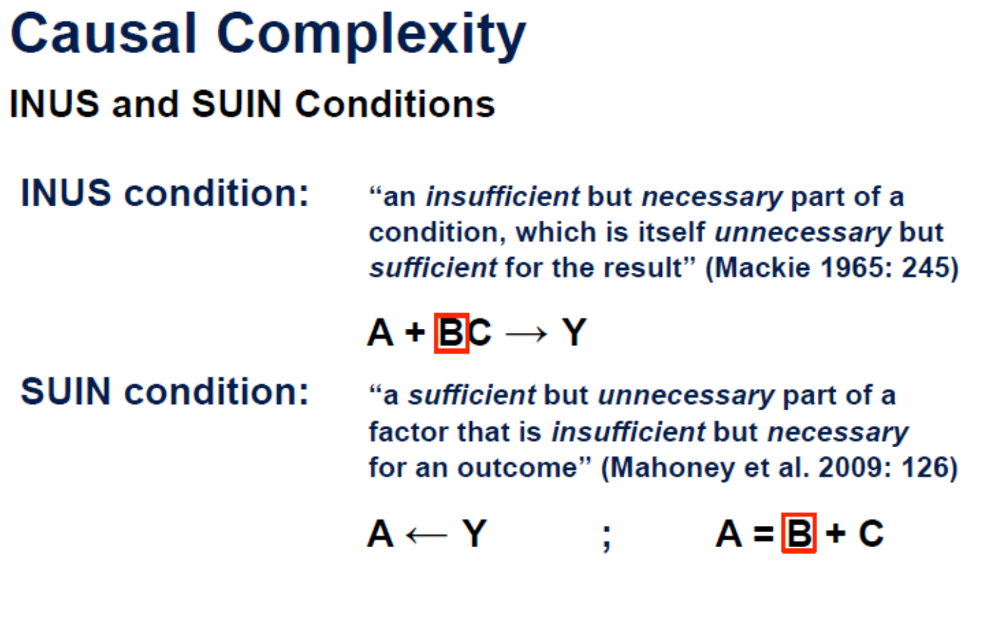 Causal Complexity
INUS and SUIN Conditions
INUS condition:
“an insufficient but necessary part of a
condition, which is itself unnecessary but
sufficient for the result” (Mackie 1965: 245)
A + BC → Y
SUIN condition:
“a sufficient but unnecessary part of a
factor that is insufficient but necessary
for an outcome” (Mahoney et al. 2009: 126)
A ← Y ; A = B + C